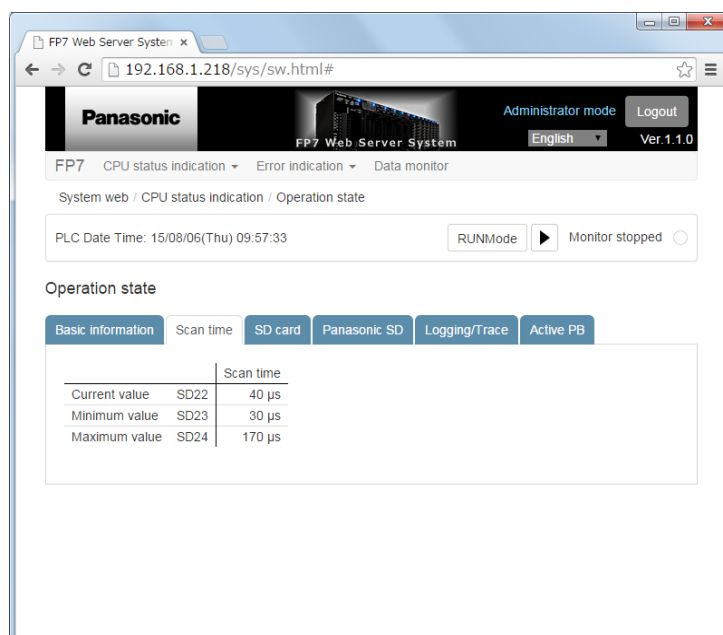 FP7 Web Server System
192.168.1.218/sys/sw.html#
Panasonic
FP7 Web Server System
Administrator mode
Logout
English
Ver.1.1.0
FP7 CPU status indication Error indication Data monitor
System web / CPU status indication / Operation state
PLC Date Time: 15/08/06(Thu) 09:57:33
RUNMode
Monitor stopped
Operation state
Basic information Scan time SD card Panasonic SD Logging/Trace Active PB
Scan time
Current value SD22 40 µs
Minimum value SD23 30 µs
Maximum value SD24 170 µs